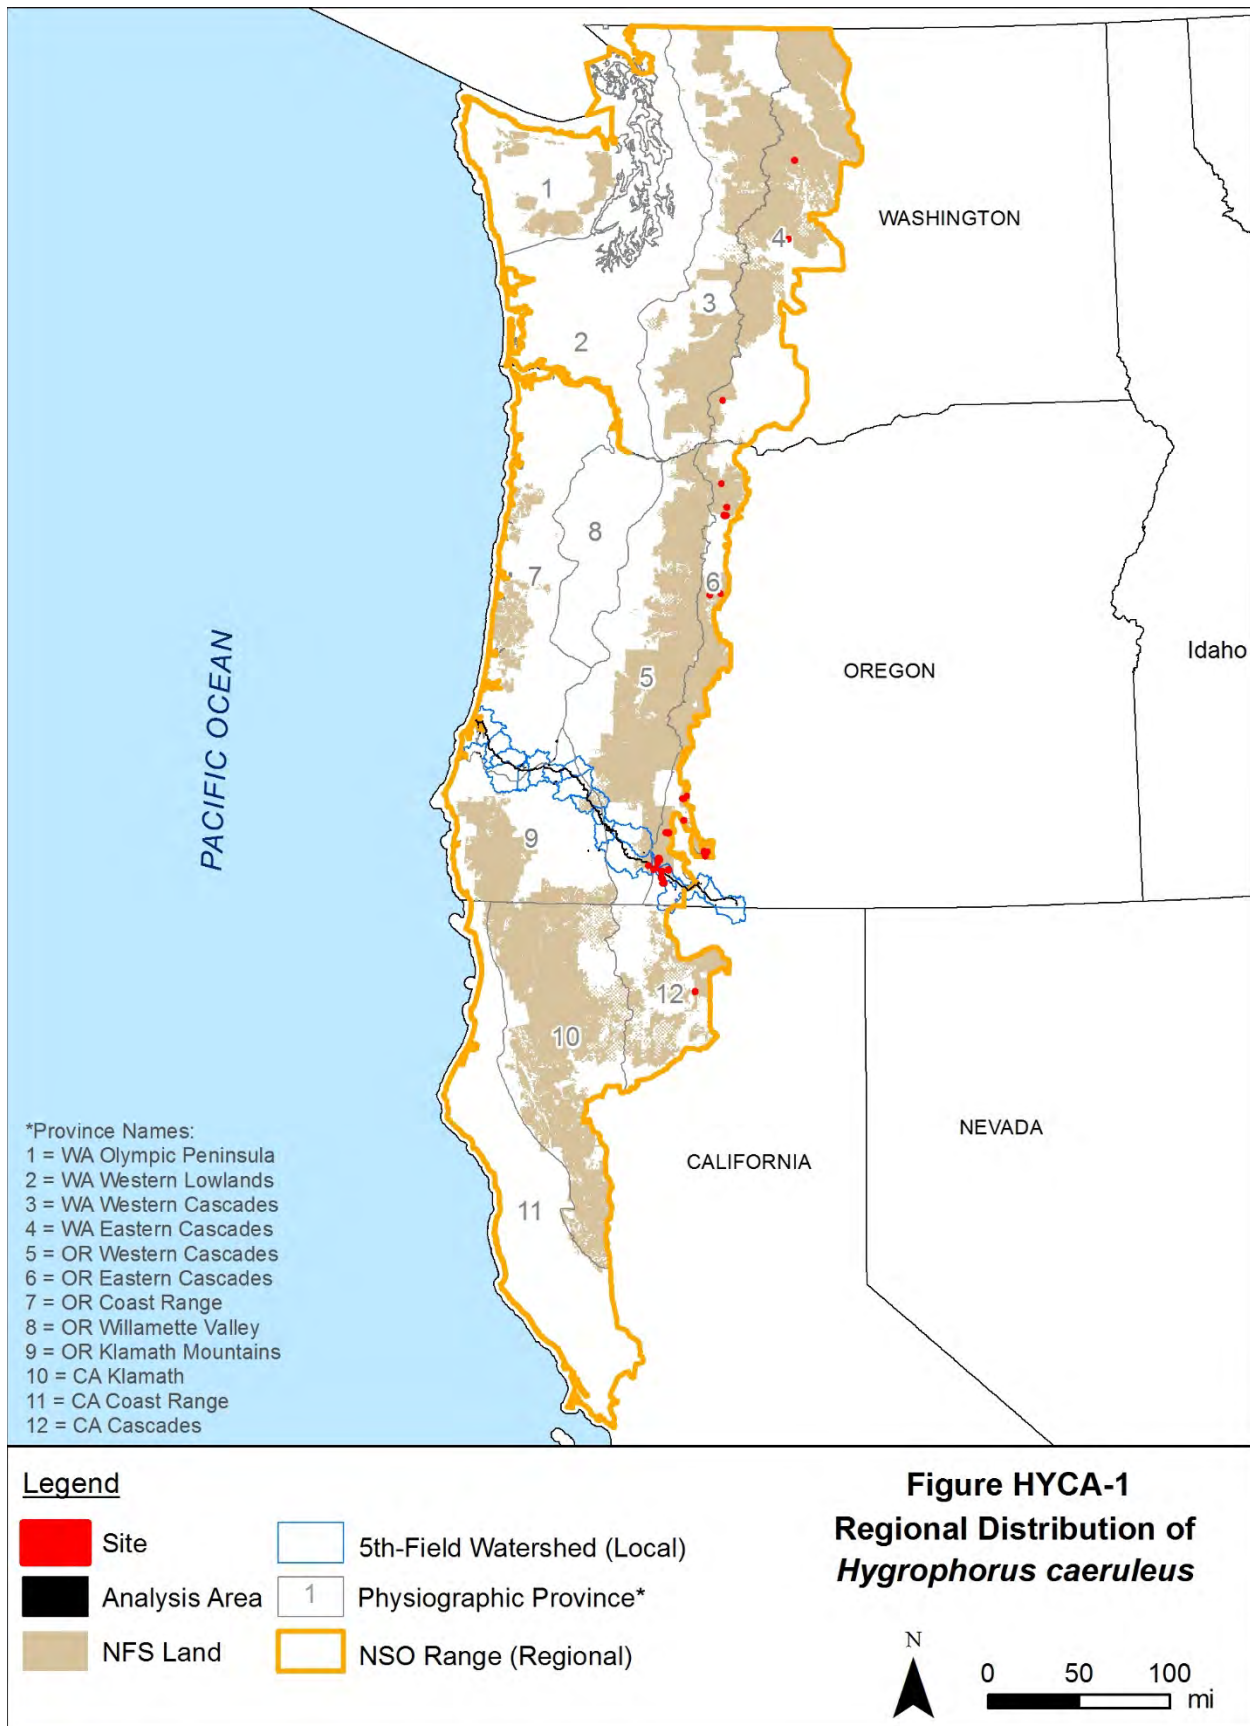 WASHINGTON
1
4
3
2
8
7
6
5
OREGON
Idaho
PACIFIC OCEAN
9
12
10
NEVADA
CALIFORNIA
11
*Province Names:
1 = WA Olympic Peninsula
2 = WA Western Lowlands
3 = WA Western Cascades
4 = WA Eastern Cascades
5 = OR Western Cascades
6 = OR Eastern Cascades
7 = OR Coast Range
8 = OR Willamette Valley
9 = OR Klamath Mountains
10 = CA Klamath
11 = CA Coast Range
12 = CA Cascades
Legend
Site
Analysis Area
NFS Land
5th-Field Watershed (Local)
1 Physiographic Province*
NSO Range (Regional)
Figure HYCA-1
Regional Distribution of
Hygrophorus caeruleus
N
0 50 100
mi